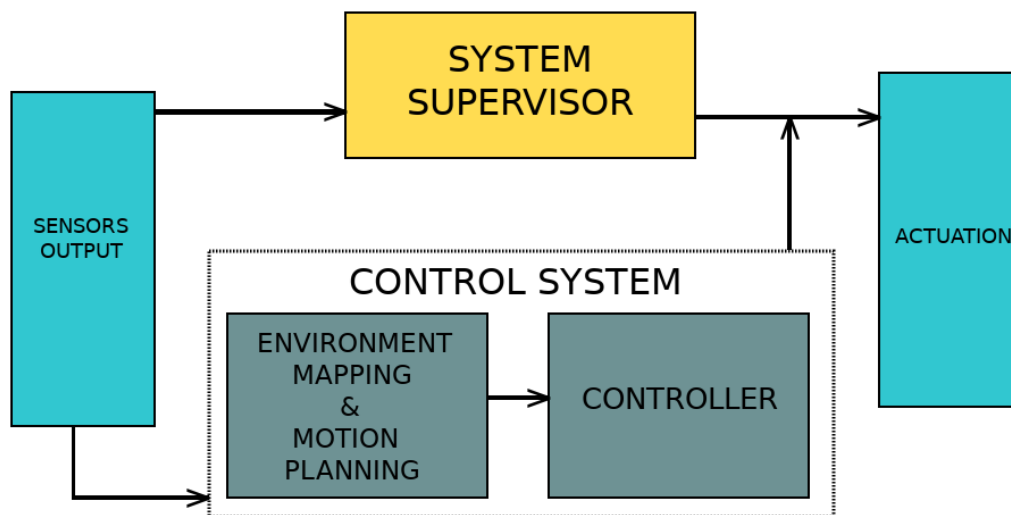 SYSTEM
SUPERVISOR
SENSORS
OUTPUT
ACTUATION
CONTROL SYSTEM
ENVIRONMENT
MAPPING
&
MOTION
PLANNING
CONTROLLER